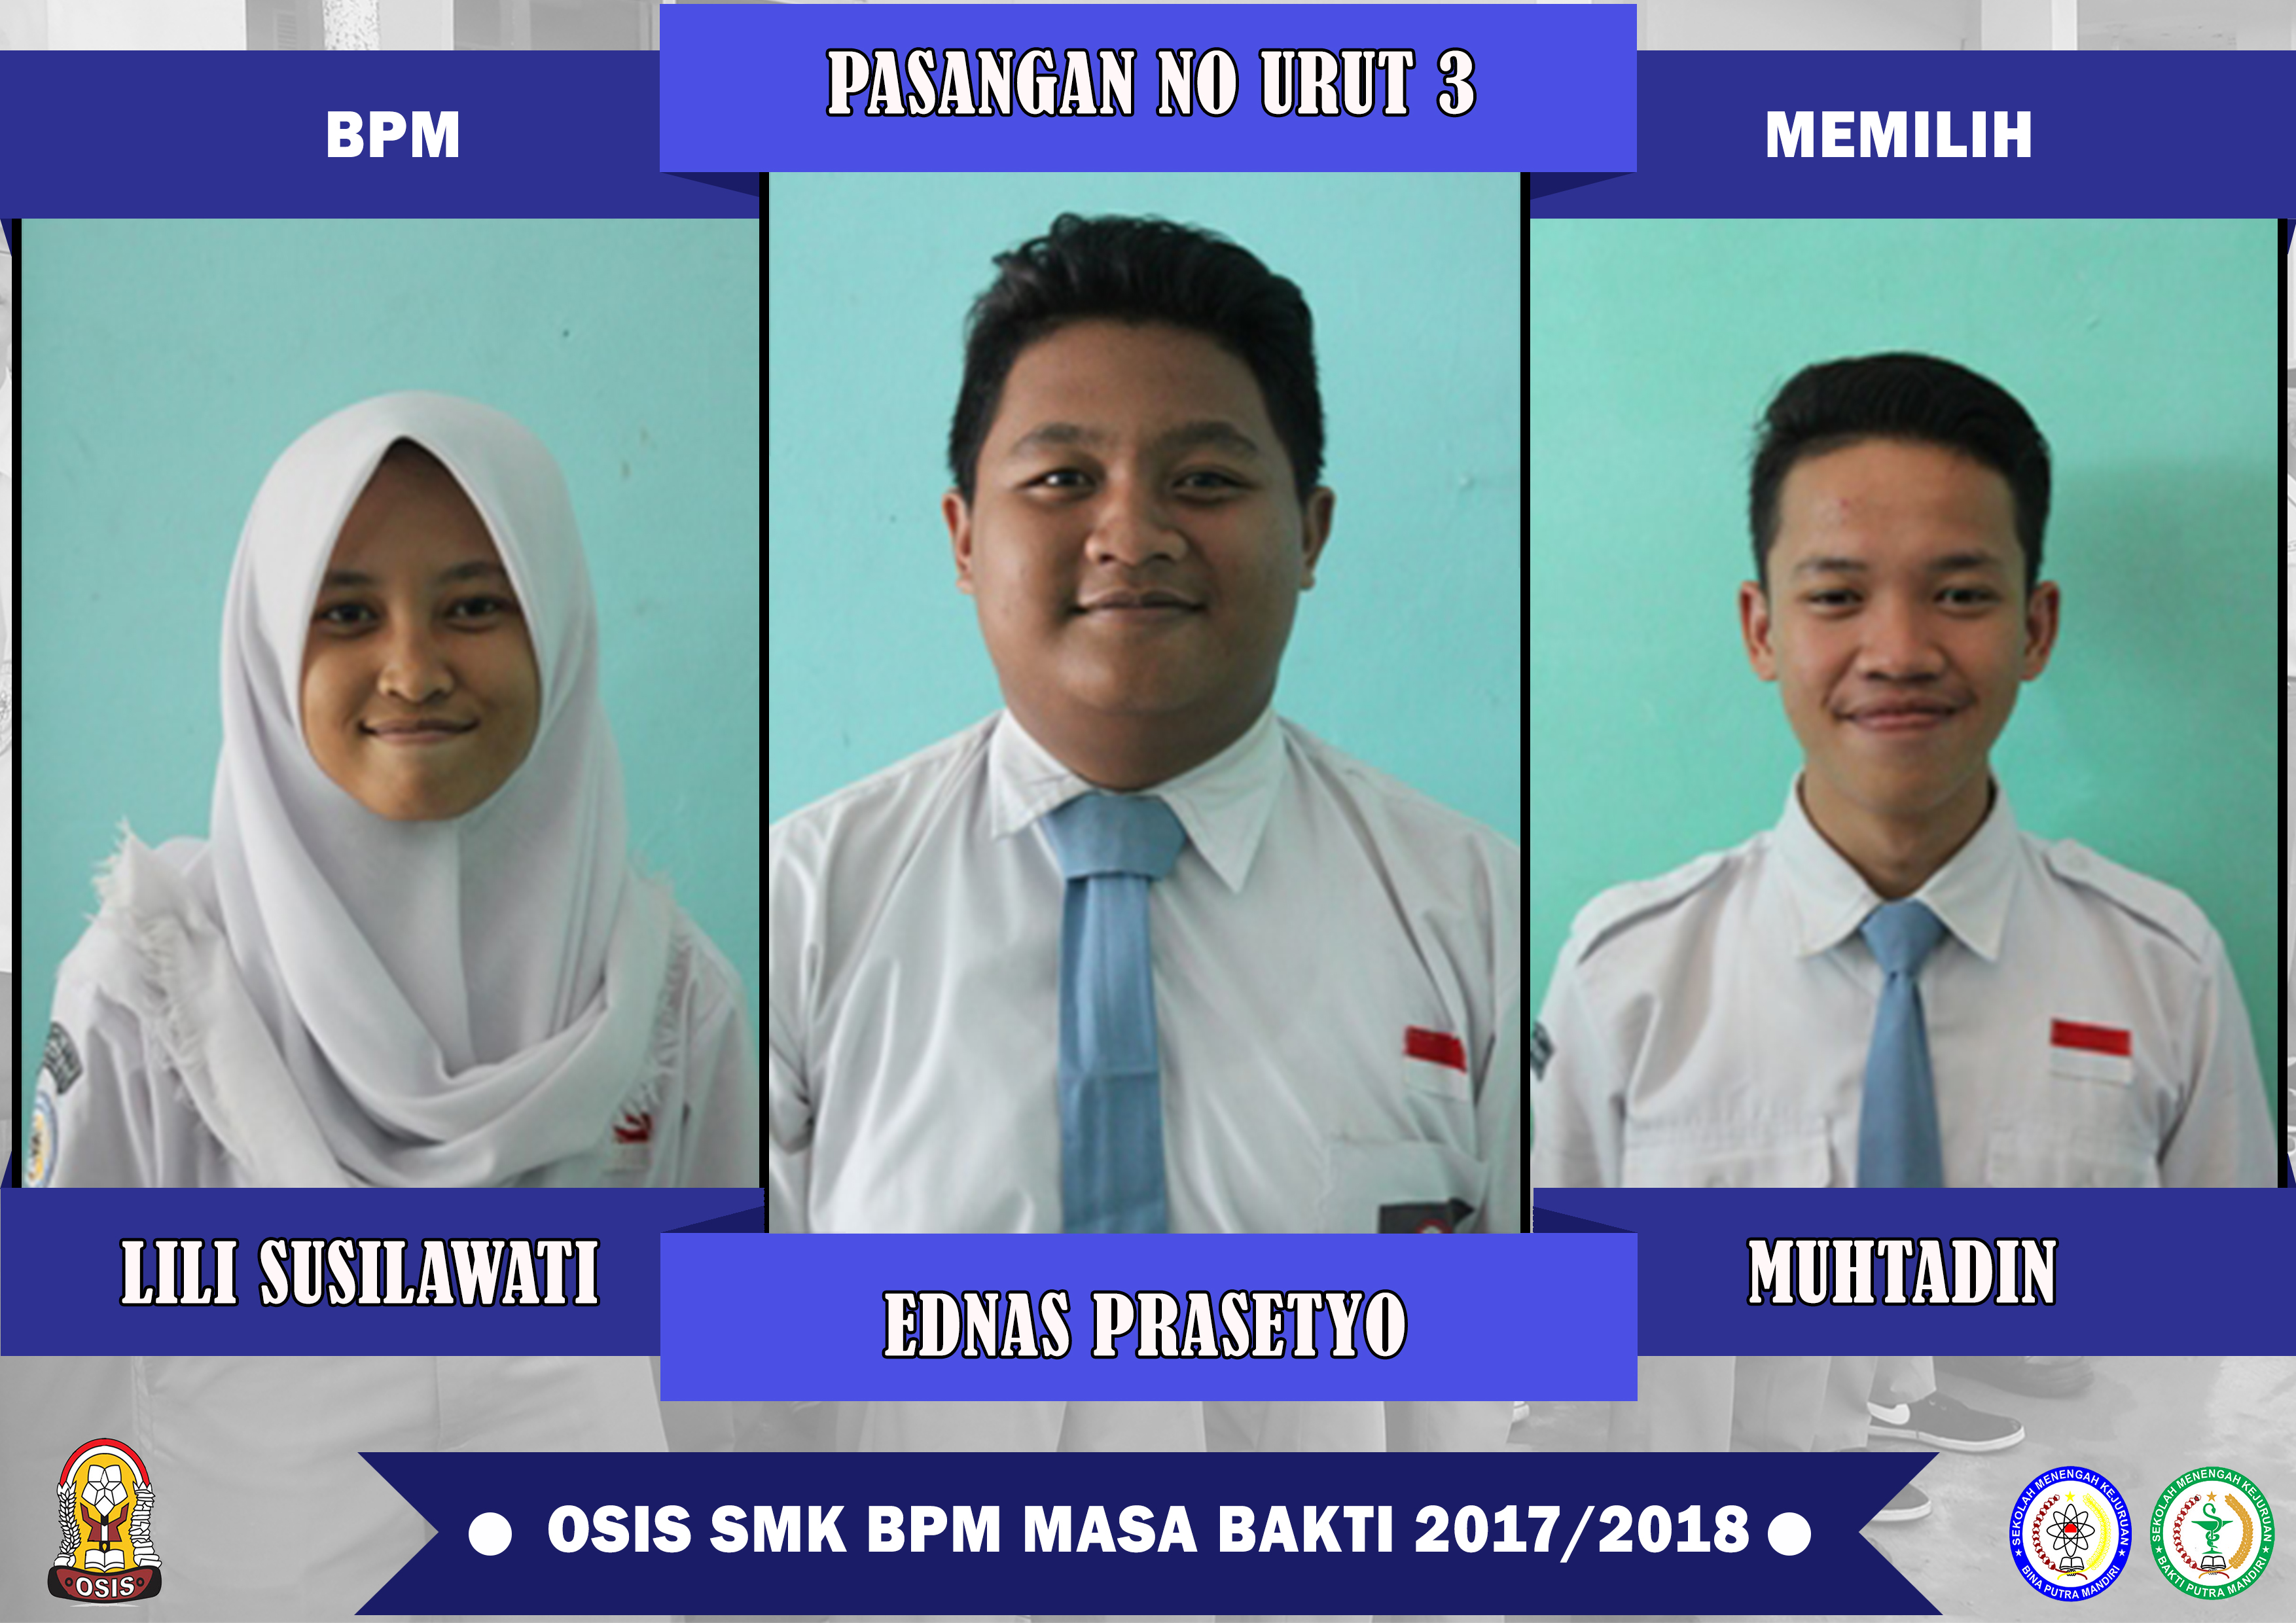 PASANGAN NO URUT 3
BPM
MEMILIH
LILI SUSILAWATI
EDNAS PRASETYO
MUHTADIN
OSIS
OSIS SMK BPM MASA BAKTI 2017/2018
SEKOLAH MENENGAH KEJURUAN
BINA PUTRA MANDIRI
SEKOLAH MENENGAH KEJURUAN
BAKTI PUTRA MANDIRI